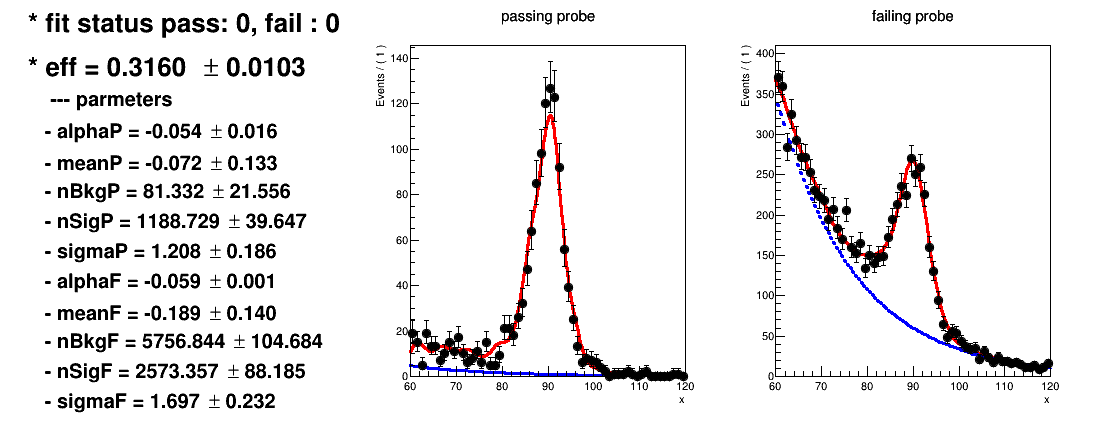 * fit status pass: 0, fail : 0
* eff = 0.3160 ± 0.0103
--- parmeters
- alphaP = -0.054 ± 0.016
- meanP = -0.072 ± 0.133
- nBkgP = 81.332 ± 21.556
- nSigP = 1188.729 ± 39.647
- sigmaP = 1.208 ± 0.186
- alphaF = -0.059 ± 0.001
- meanF = -0.189 ± 0.140
- nBkgF = 5756.844 ± 104.684
- nSigF = 2573.357 ± 88.185
- sigmaF = 1.697 ± 0.232
passing probe
Events / ( 1 )
140
120
100
80
60
40
20
0
60 70 80 90 100 110 120
x
failing probe
Events / ( 1 )
400
350
300
250
200
150
100
50
0
60 70 80 90 100 110 120
x